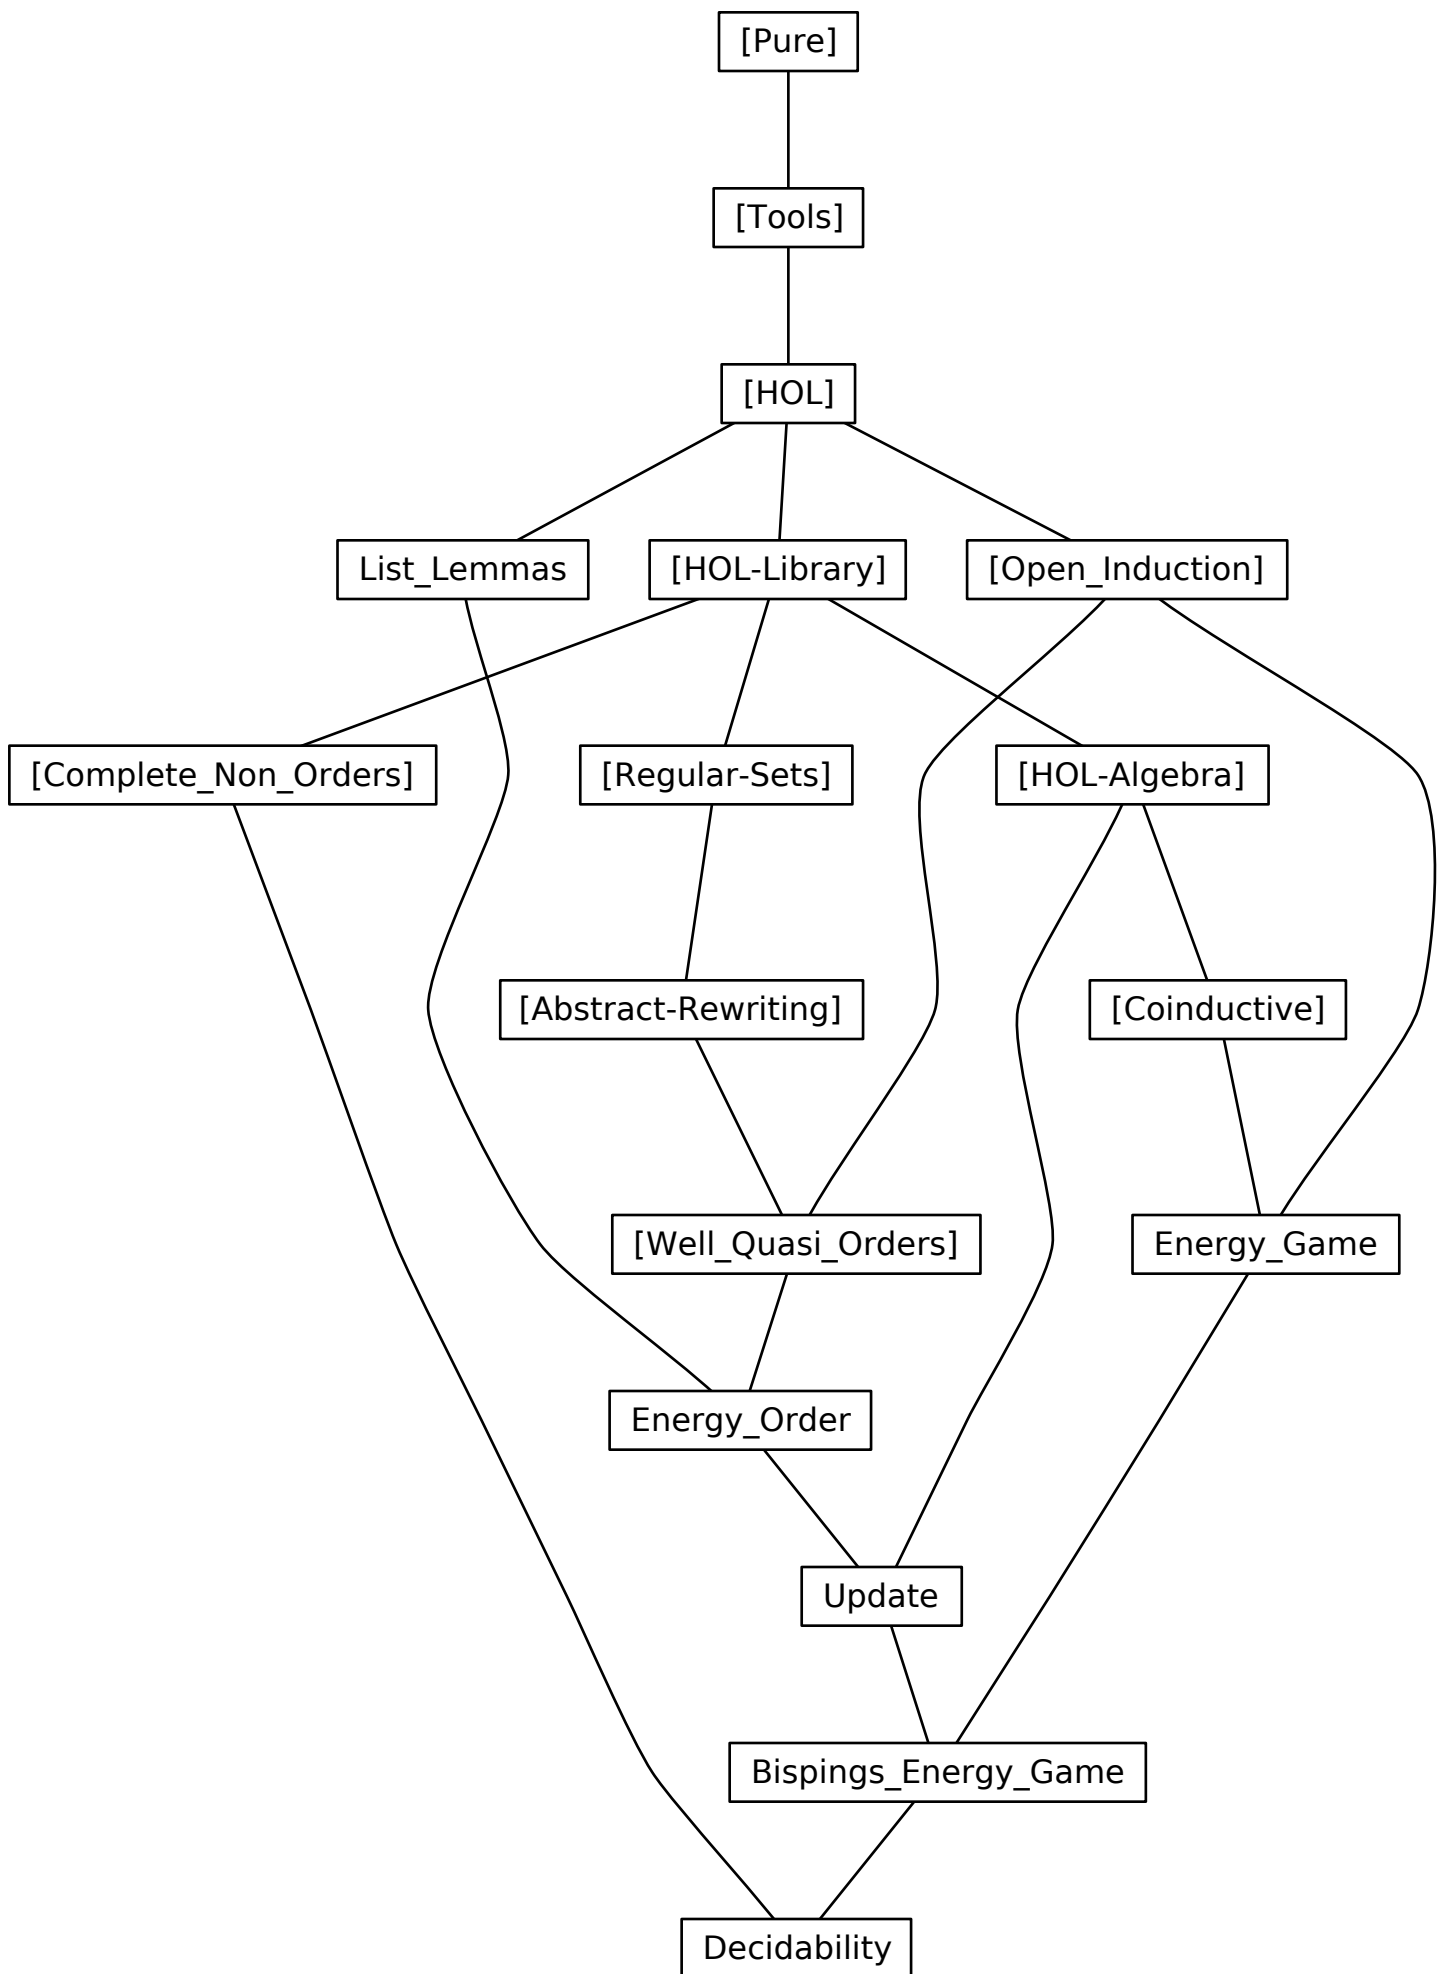 [Pure]
[Tools]
[HOL]
List_Lemmas
[HOL-Library]
[Open_Induction]
[Complete_Non_Orders]
[Regular-Sets]
[HOL-Algebra]
[Abstract-Rewriting]
[Coinductive]
[Well_Quasi_Orders]
Energy_Game
Energy_Order
Update
Bispings_Energy_Game
Decidability